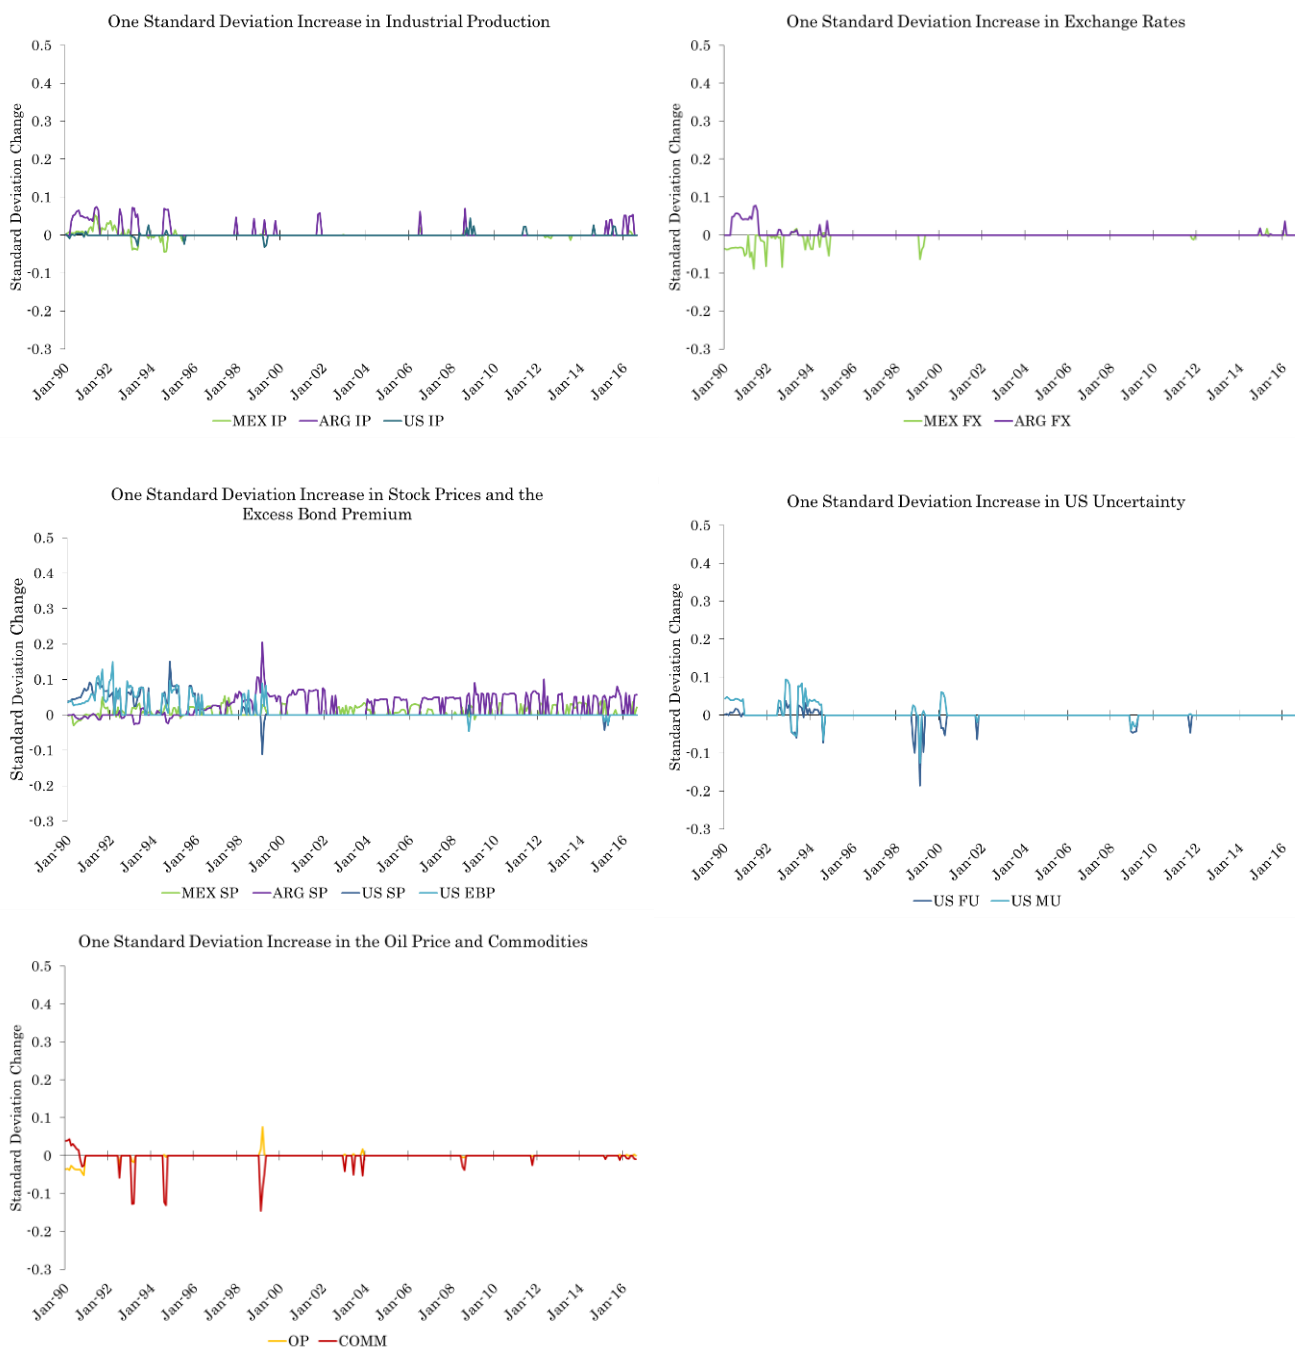 One Standard Deviation Increase in Industrial Production
0.5
0.4
0.3
0.2
0.1
0
-0.1
-0.2
-0.3
Standard Deviation Change
Jan-90 Jan-92 Jan-94 Jan-96 Jan-98 Jan-00 Jan-02 Jan-04 Jan-06 Jan-08 Jan-10 Jan-12 Jan-14 Jan-16
MEX IP ARG IP US IP
One Standard Deviation Increase in Exchange Rates
0.5
0.4
0.3
0.2
0.1
0
-0.1
-0.2
-0.3
Standard Deviation Change
Jan-90 Jan-92 Jan-94 Jan-96 Jan-98 Jan-00 Jan-02 Jan-04 Jan-06 Jan-08 Jan-10 Jan-12 Jan-14 Jan-16
MEX FX ARG FX
One Standard Deviation Increase in Stock Prices and the
Excess Bond Premium
0.5
0.4
0.3
0.2
0.1
0
-0.1
-0.2
-0.3
Standard Deviation Change
Jan-90 Jan-92 Jan-94 Jan-96 Jan-98 Jan-00 Jan-02 Jan-04 Jan-06 Jan-08 Jan-10 Jan-12 Jan-14 Jan-16
MEX SP ARG SP US SP US EBP
One Standard Deviation Increase in US Uncertainty
0.5
0.4
0.3
0.2
0.1
0
-0.1
-0.2
-0.3
Standard Deviation Change
Jan-90 Jan-92 Jan-94 Jan-96 Jan-98 Jan-00 Jan-02 Jan-04 Jan-06 Jan-08 Jan-10 Jan-12 Jan-14 Jan-16
US FU US MU
One Standard Deviation Increase in the Oil Price and Commodities
0.5
0.4
0.3
0.2
0.1
0
-0.1
-0.2
-0.3
Standard Deviation Change
Jan-90 Jan-92 Jan-94 Jan-96 Jan-98 Jan-00 Jan-02 Jan-04 Jan-06 Jan-08 Jan-10 Jan-12 Jan-14 Jan-16
OP COMM